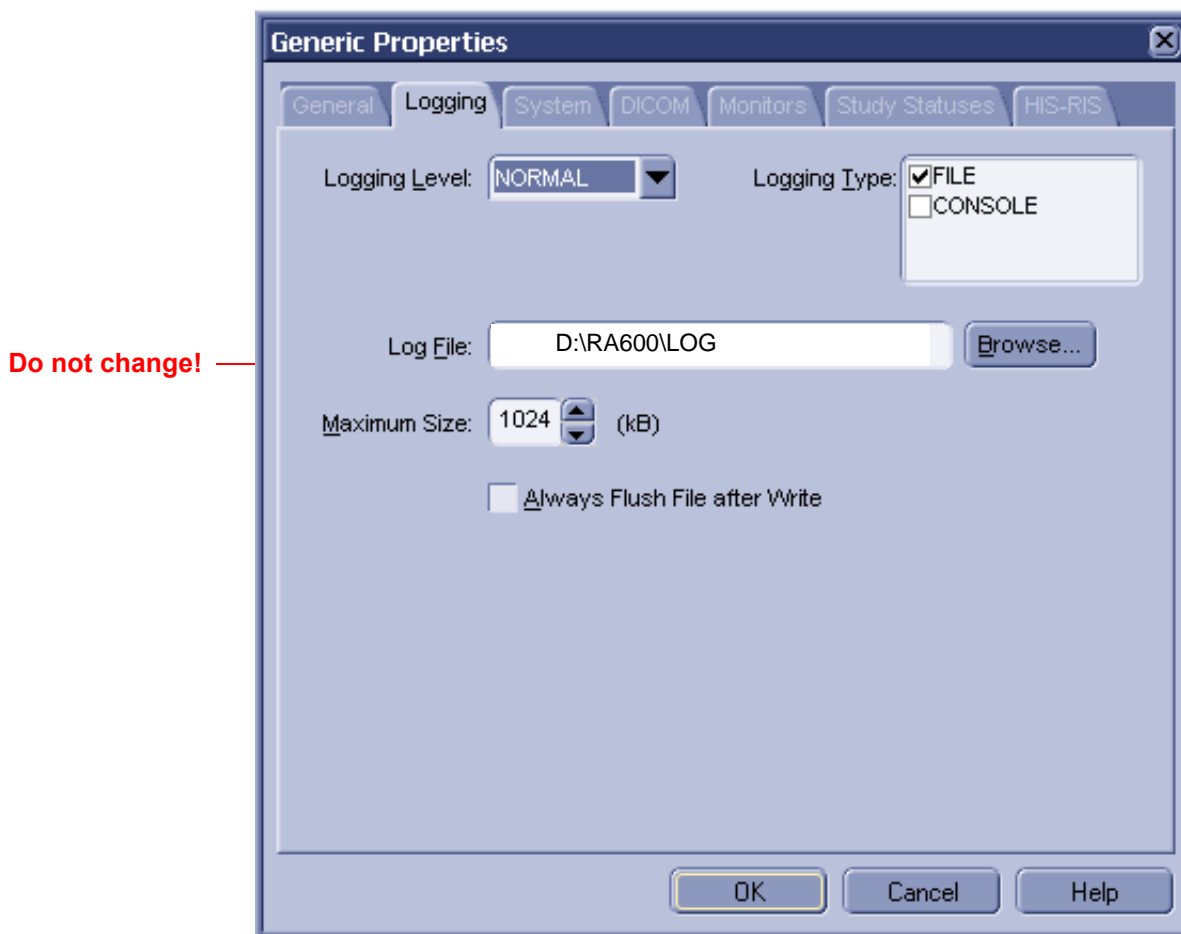 Generic Properties
General Logging System DICOM Monitors Study Statuses HIS-RIS
Logging Level: NORMAL Logging Type: FILE
CONSOLE
Log File: D:\RA600\LOG Browse...
Do not change!
Maximum Size: 1024 (kB)
Always Flush File after Write
OK Cancel Help